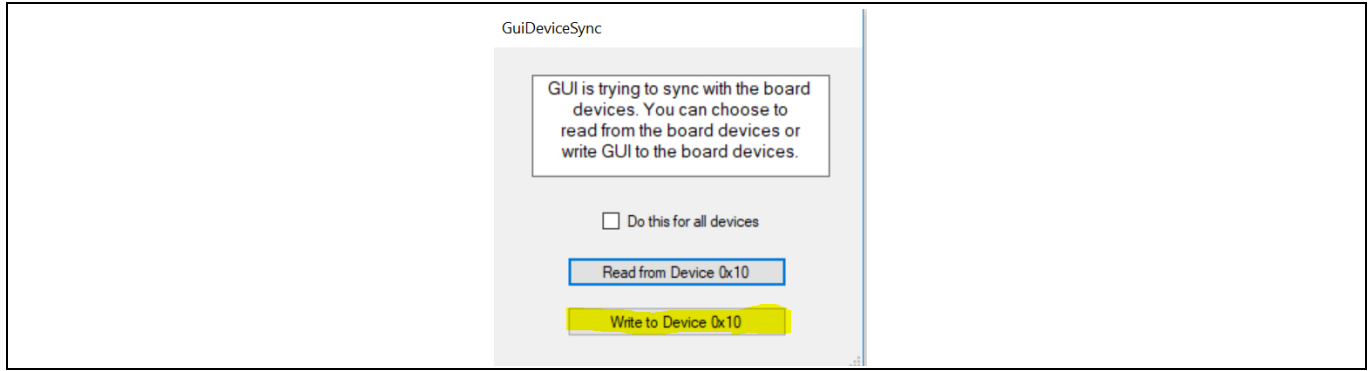 GuiDeviceSync
GUI is trying to sync with the board
devices. You can choose to
read from the board devices or
write GUI to the board devices.
Do this for all devices
Read from Device 0x10
Write to Device 0x10